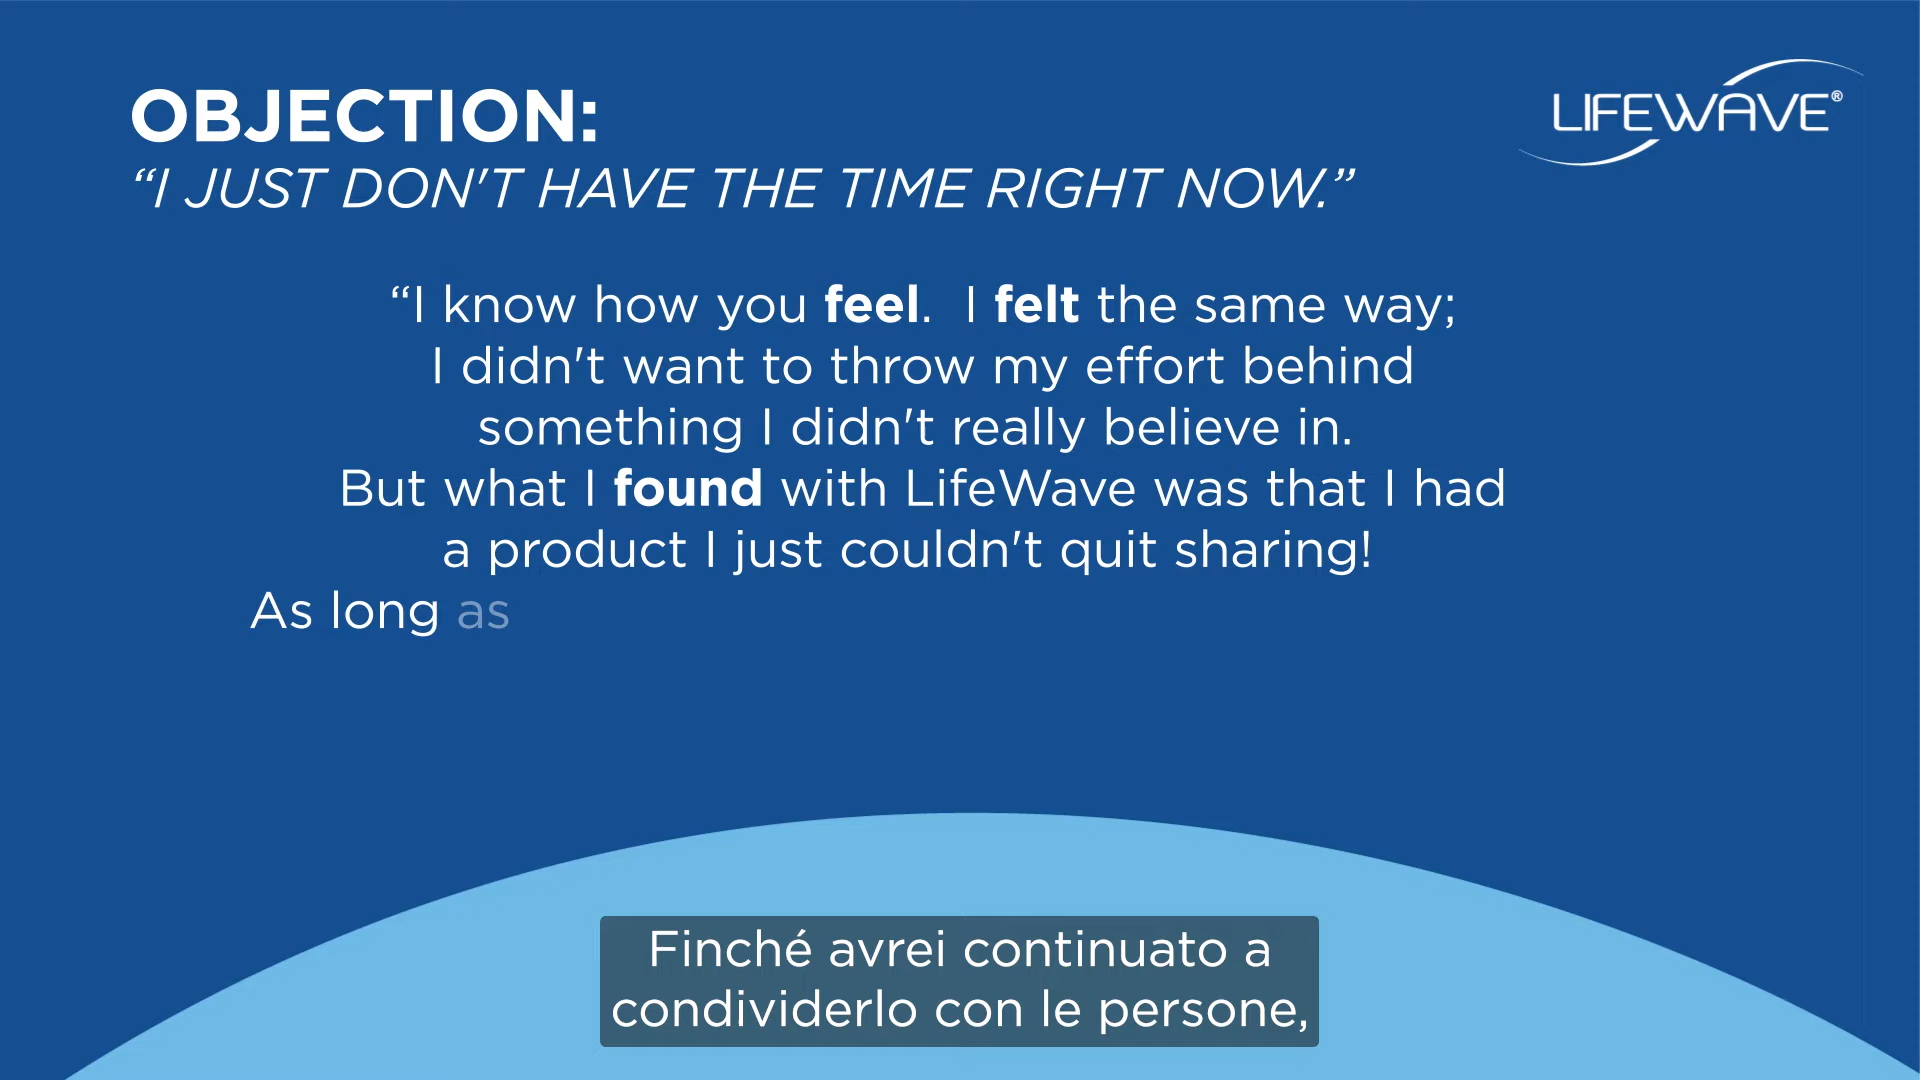 OBJECTION:
“I JUST DON'T HAVE THE TIME RIGHT NOW.”
LIFEWAVE®
“I know how you feel.  I felt the same way;
I didn't want to throw my effort behind
something I didn't really believe in.
But what I found with LifeWave was that I had
a product I just couldn't quit sharing!
As long as
Finché avrei continuato a
condividerlo con le persone,